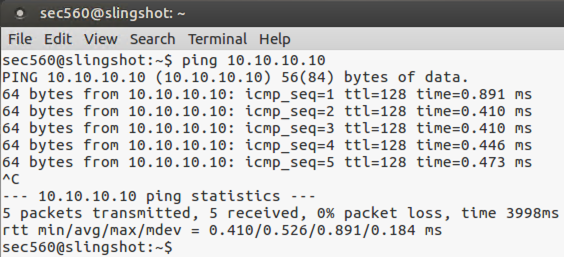 sec560@slingshot: ~
File Edit View Search Terminal Help
sec560@slingshot:~$ ping 10.10.10.10
PING 10.10.10.10 (10.10.10.10) 56(84) bytes of data.
64 bytes from 10.10.10.10: icmp_seq=1 ttl=128 time=0.891 ms
64 bytes from 10.10.10.10: icmp_seq=2 ttl=128 time=0.410 ms
64 bytes from 10.10.10.10: icmp_seq=3 ttl=128 time=0.410 ms
64 bytes from 10.10.10.10: icmp_seq=4 ttl=128 time=0.446 ms
64 bytes from 10.10.10.10: icmp_seq=5 ttl=128 time=0.473 ms
^C
--- 10.10.10.10 ping statistics ---
5 packets transmitted, 5 received, 0% packet loss, time 3998ms
rtt min/avg/max/mdev = 0.410/0.526/0.891/0.184 ms
sec560@slingshot:~$